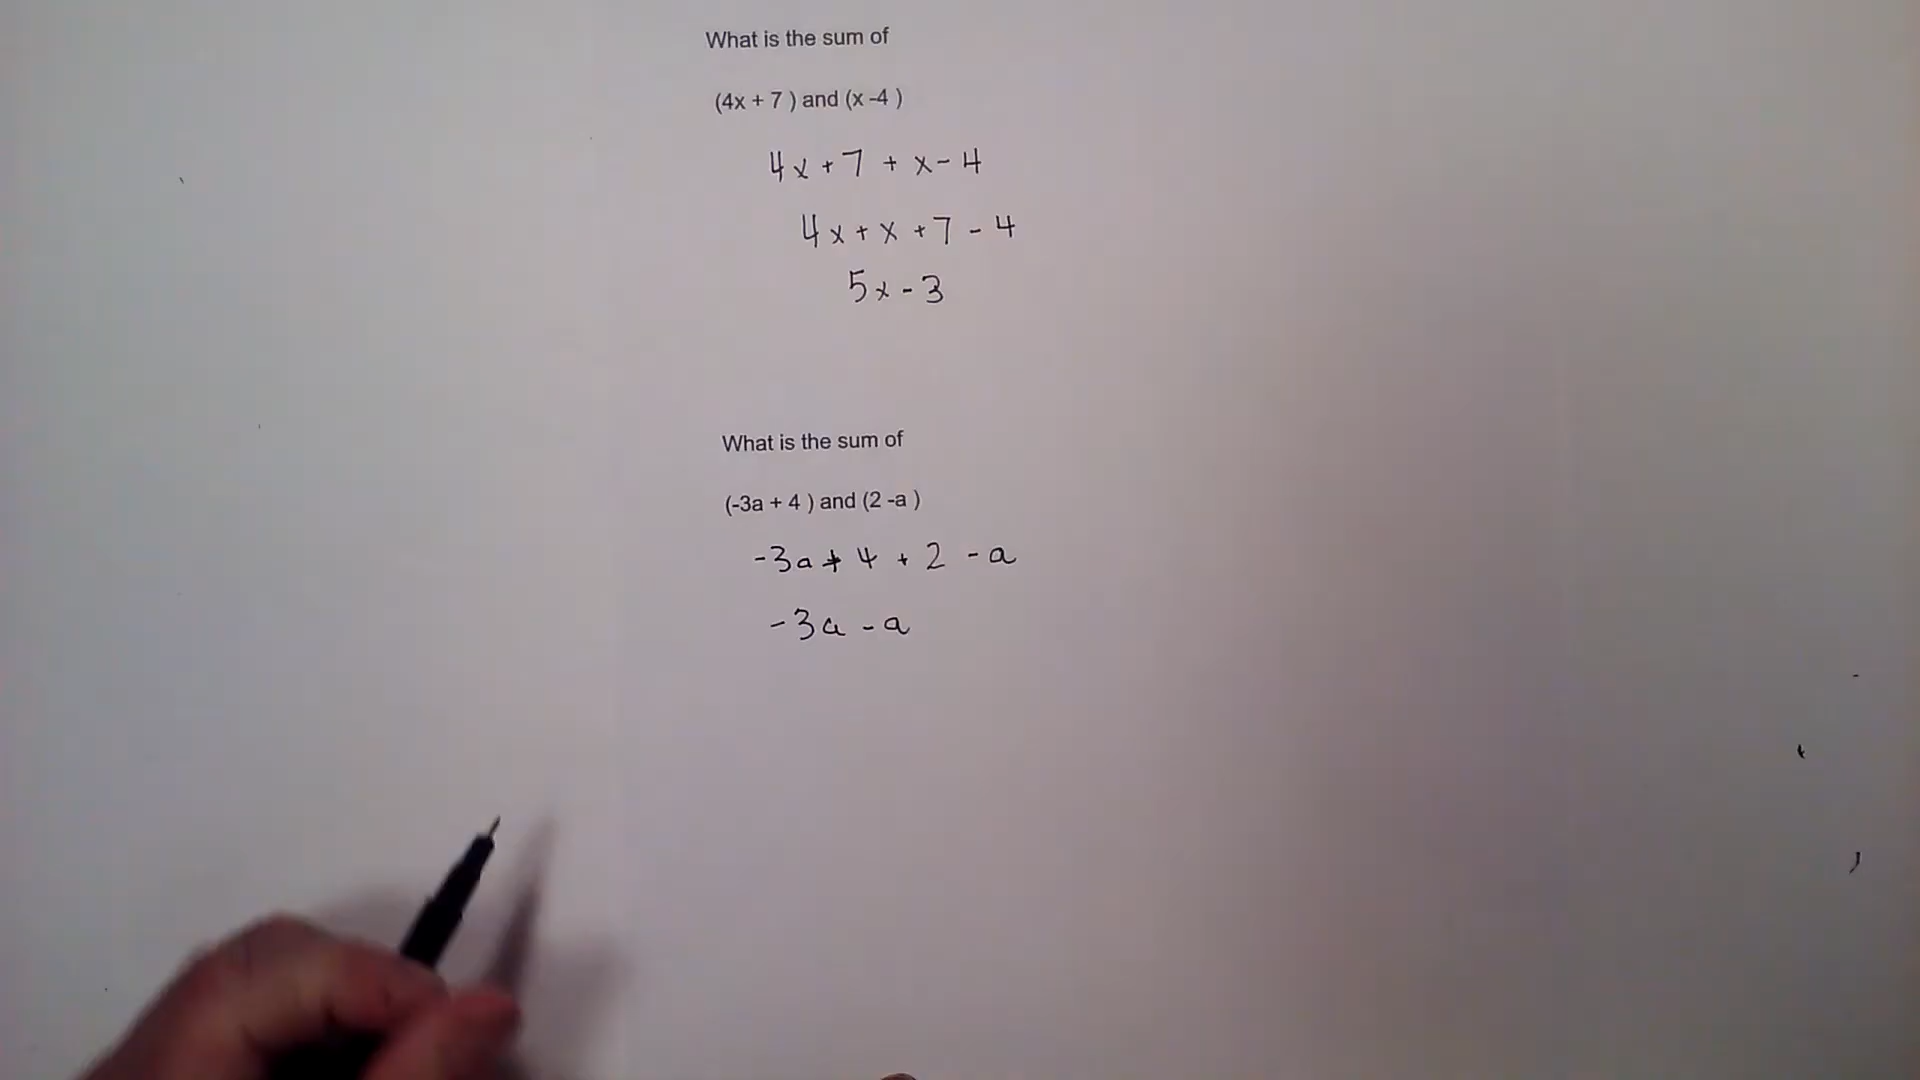 What is the sum of
(4x + 7 ) and (x -4 )
4x + 7 + x - 4
4x + x + 7 - 4
5x - 3
What is the sum of
(-3a + 4 ) and (2 -a )
-3a + 4 + 2 - a
-3a - a